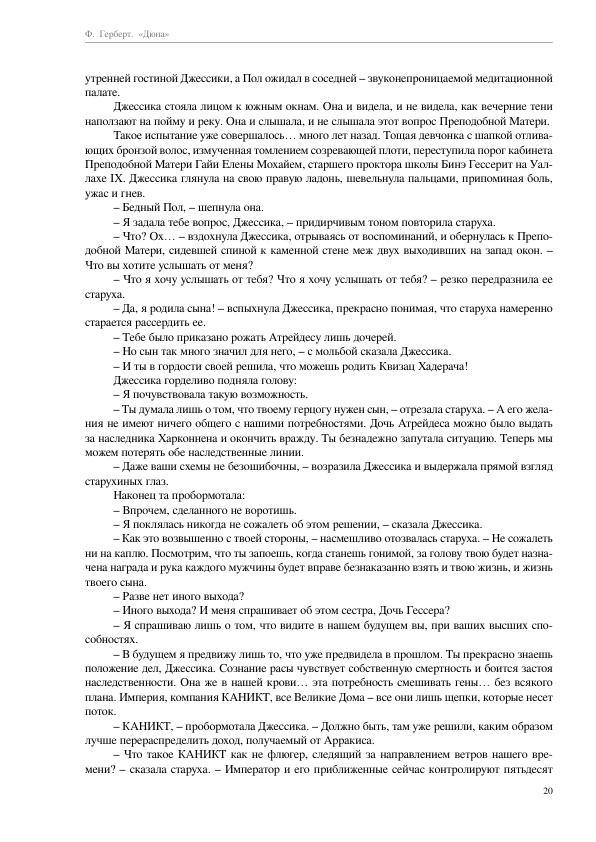 Ф. Герберт. «Дюна»
утренней гостиной Джессики, а Пол ожидал в соседней – звуконепроницаемой медитационной
палате.
Джессика стояла лицом к южным окнам. Она и видела, и не видела, как вечерние тени
наползают на пойму и реку. Она и слышала, и не слышала этот вопрос Преподобной Матери.
Такое испытание уже совершалось… много лет назад. Тощая девчонка с шапкой отлива-
ющих бронзой волос, измученная томлением созревающей плоти, переступила порог кабинета
Преподобной Матери Гайи Елены Мохайем, старшего проктора школы Бинэ Гессерит на Уал-
лахе IX. Джессика глянула на свою правую ладонь, шевельнула пальцами, припоминая боль,
ужас и гнев.
– Бедный Пол, – шепнула она.
– Я задала тебе вопрос, Джессика, – придирчивым тоном повторила старуха.
– Что? Ох… – вздохнула Джессика, отрываясь от воспоминаний, и обернулась к Препо-
добной Матери, сидевшей спиной к каменной стене меж двух выходивших на запад окон. –
Что вы хотите услышать от меня?
– Что я хочу услышать от тебя? Что я хочу услышать от тебя? – резко передразнила ее
старуха.
– Да, я родила сына! – вспыхнула Джессика, прекрасно понимая, что старуха намеренно
старается рассердить ее.
– Тебе было приказано рожать Атрейдесу лишь дочерей.
– Но сын так много значил для него, – с мольбой сказала Джессика.
– И ты в гордости своей решила, что можешь родить Квизац Хадерача!
Джессика горделиво подняла голову:
– Я почувствовала такую возможность.
– Ты думала лишь о том, что твоему герцогу нужен сын, – отрезала старуха. – А его жела-
ния не имеют ничего общего с нашими потребностями. Дочь Атрейдеса можно было выдать
за наследника Харконнена и окончить вражду. Ты безнадежно запутала ситуацию. Теперь мы
можем потерять обе наследственные линии.
– Даже ваши схемы не безошибочны, – возразила Джессика и выдержала прямой взгляд
старухиных глаз.
Наконец та пробормотала:
– Впрочем, сделанного не воротишь.
– Я поклялась никогда не сожалеть об этом решении, – сказала Джессика.
– Как это возвышенно с твоей стороны, – насмешливо отозвалась старуха. – Не сожалеть
ни на каплю. Посмотрим, что ты запоешь, когда станешь гонимой, за голову твою будет назна-
чена награда и рука каждого мужчины будет вправе безнаказанно взять и твою жизнь, и жизнь
твоего сына.
– Разве нет иного выхода?
– Иного выхода? И меня спрашивает об этом сестра, Дочь Гессера?
– Я спрашиваю лишь о том, что видите в нашем будущем вы, при ваших высших спо-
собностях.
– В будущем я предвижу лишь то, что уже предвидела в прошлом. Ты прекрасно знаешь
положение дел, Джессика. Сознание расы чувствует собственную смертность и боится застоя
наследственности. Она же в нашей крови… эта потребность смешивать гены… без всякого
плана. Империя, компания КАНИКТ, все Великие Дома – все они лишь щепки, которые несет
поток.
– КАНИКТ, – пробормотала Джессика. – Должно быть, там уже решили, каким образом
лучше перераспределить доход, получаемый от Арракиса.
– Что такое КАНИКТ как не флюгер, следящий за направлением ветров нашего вре-
мени? – сказала старуха. – Император и его приближенные сейчас контролируют пятьдесят
20